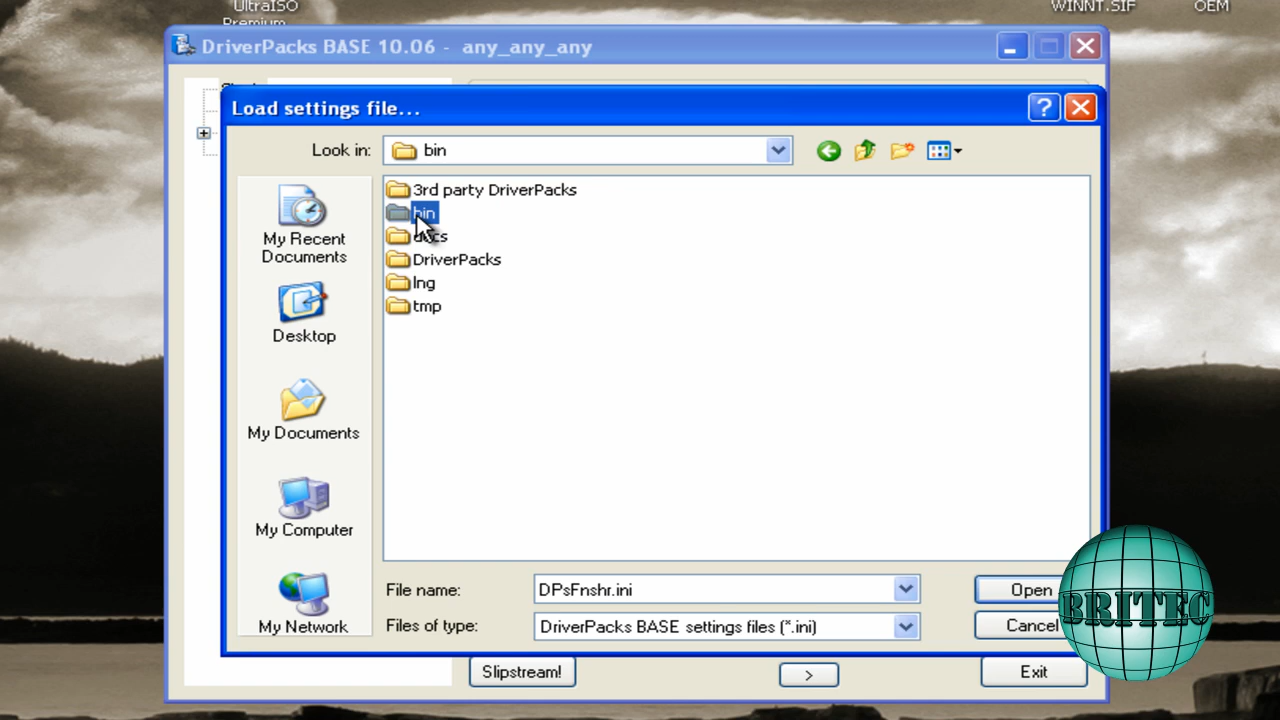 UltraISO
Premium
WINNT.SIF
OEM
DriverPacks BASE 10.06 - any_any_any
Load settings file...
Look in:
bin
3rd party DriverPacks
bin
docs
DriverPacks
lng
tmp
My Recent
Documents
Desktop
My Documents
My Computer
My Network
File name:
DPsFnshr.ini
Open
Files of type:
DriverPacks BASE settings files (*.ini)
Cancel
BRITEC
Slipstream!
>
Exit